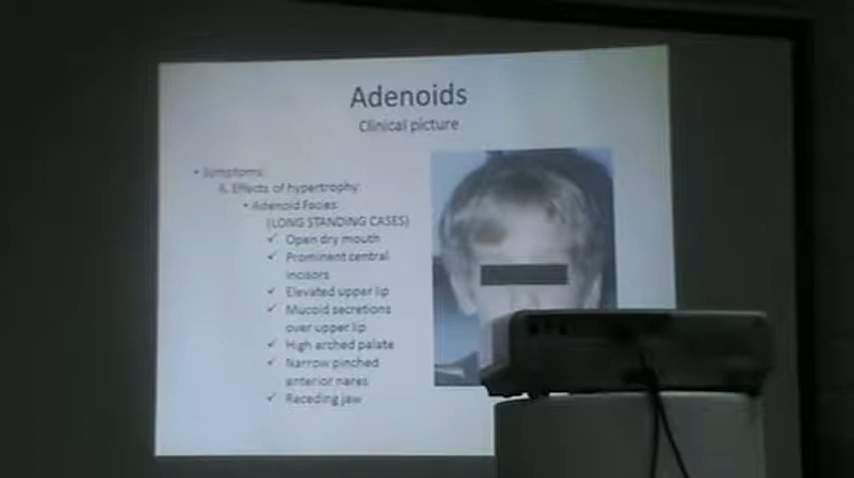 Adenoids
Clinical picture
• Symptoms:
Effects of hypertrophy:
• Adenoid Facies:
(LONG STANDING CASES)
✓ Open dry mouth
✓ Prominent central
incisors
✓ Elevated upper lip
✓ Mucoid secretions
over upper lip
✓ High arched palate
✓ Narrow pinched
anterior nares
✓ Receding jaw